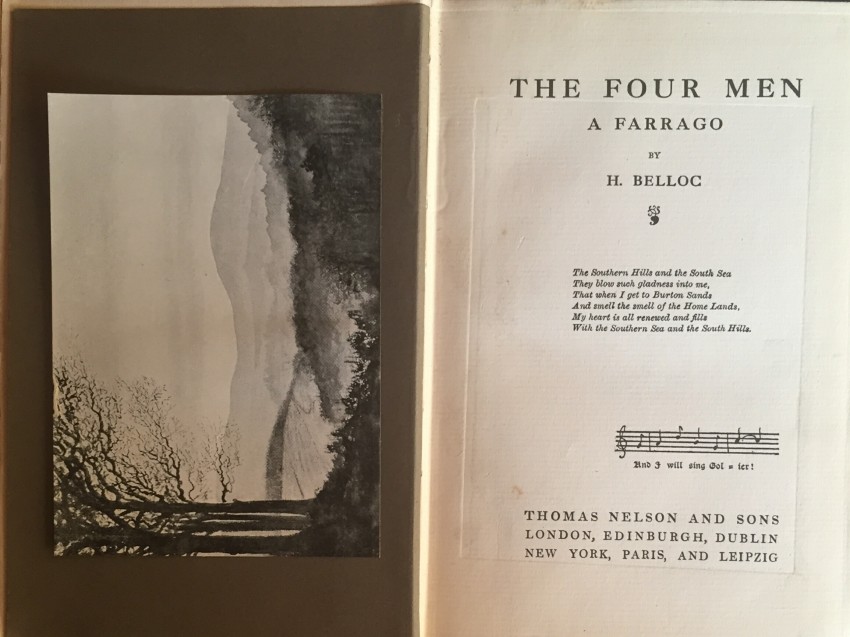 THE FOUR MEN
A FARRAGO
BY
H. BELLOC
The Southern Hills and the South Sea
They blow such gladness into me,
That when I get to Burton Sands
And smell the smell of the Home Lands,
My heart is all renewed and fills
With the Southern Sea and the South Hills.
And I will sing Gol = ier!
THOMAS NELSON AND SONS
LONDON, EDINBURGH, DUBLIN
NEW YORK, PARIS, AND LEIPZIG